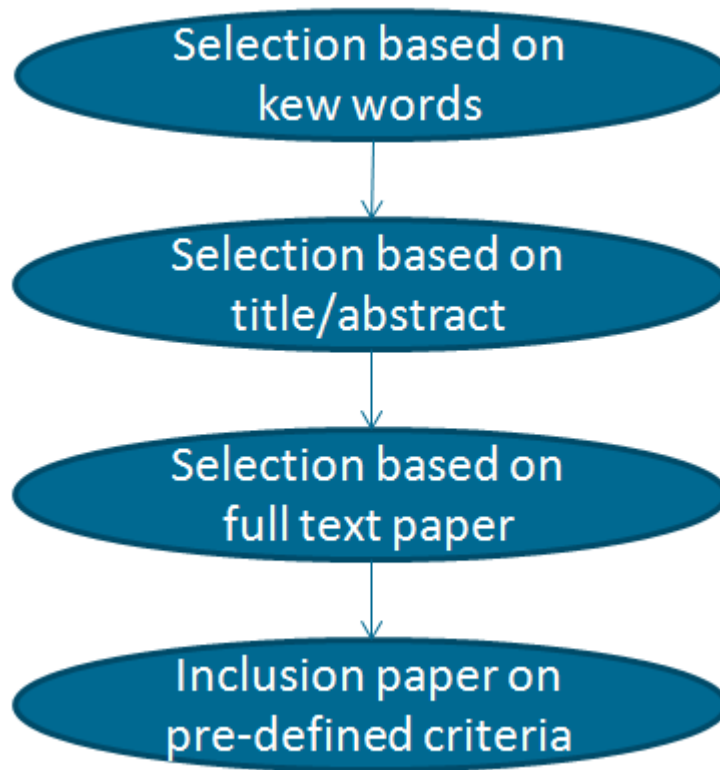 Selection based on
kew words
Selection based on
title/abstract
Selection based on
full text paper
Inclusion paper on
pre-defined criteria